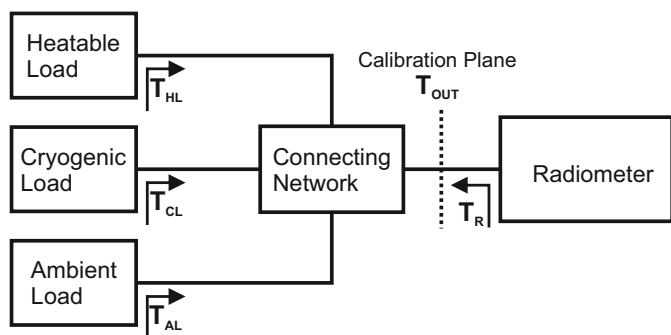 Heatable
Load
T_HL
Calibration Plane
T_OUT
Cryogenic
Load
T_CL
Connecting
Network
Radiometer
T_R
Ambient
Load
T_AL